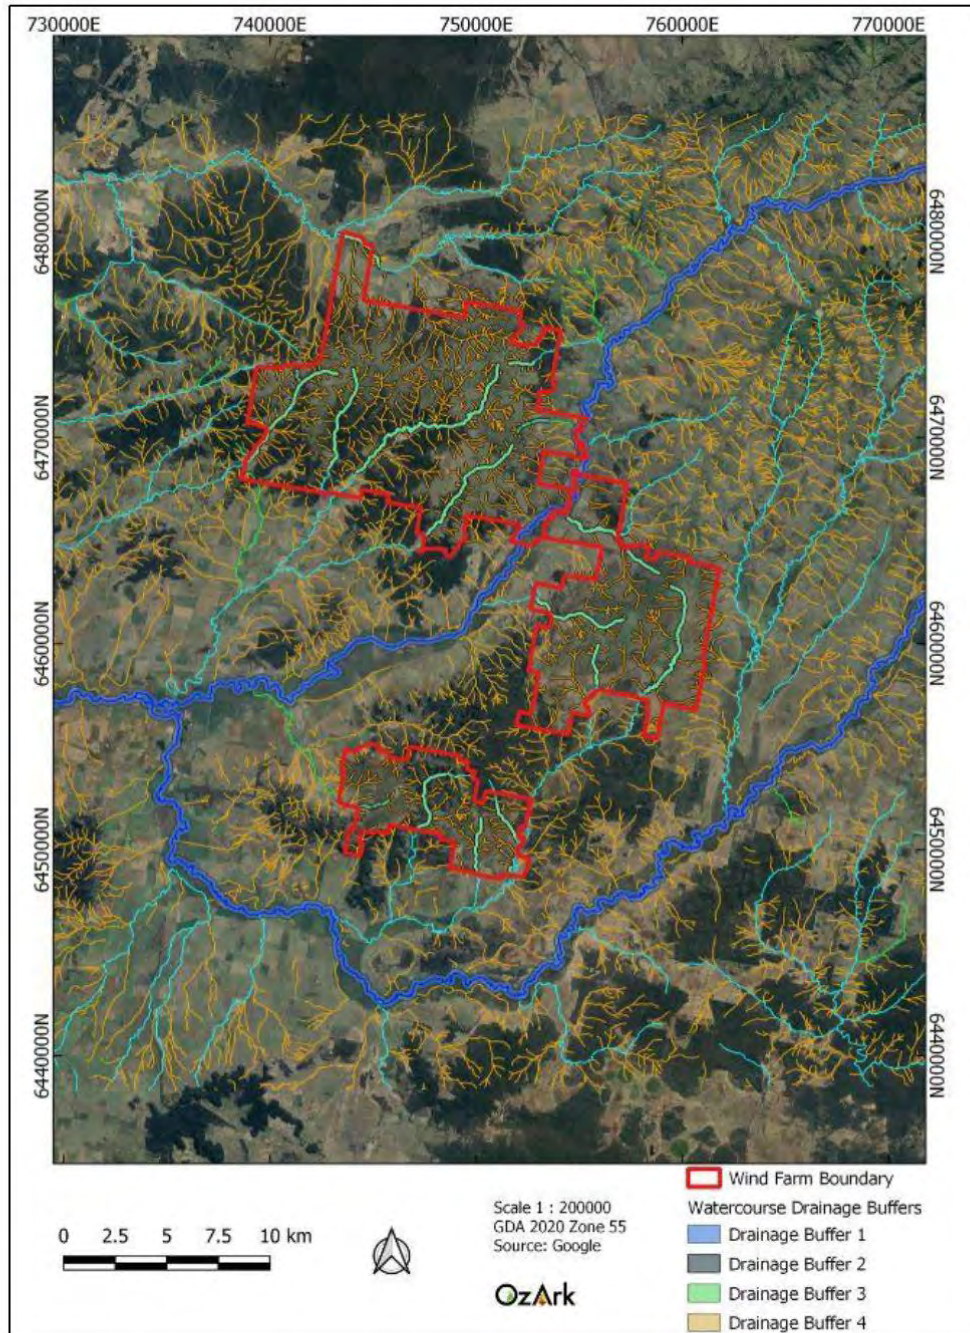 730000E 740000E 750000E 760000E 770000E
6480000N 6480000N
6470000N 6470000N
6460000N 6460000N
6450000N 6450000N
6440000N 6440000N
Wind Farm Boundary
Watercourse Drainage Buffers
Drainage Buffer 1
Drainage Buffer 2
Drainage Buffer 3
Drainage Buffer 4
Scale 1 : 200000
GDA 2020 Zone 55
Source: Google
OzArk
0 2.5 5 7.5 10 km